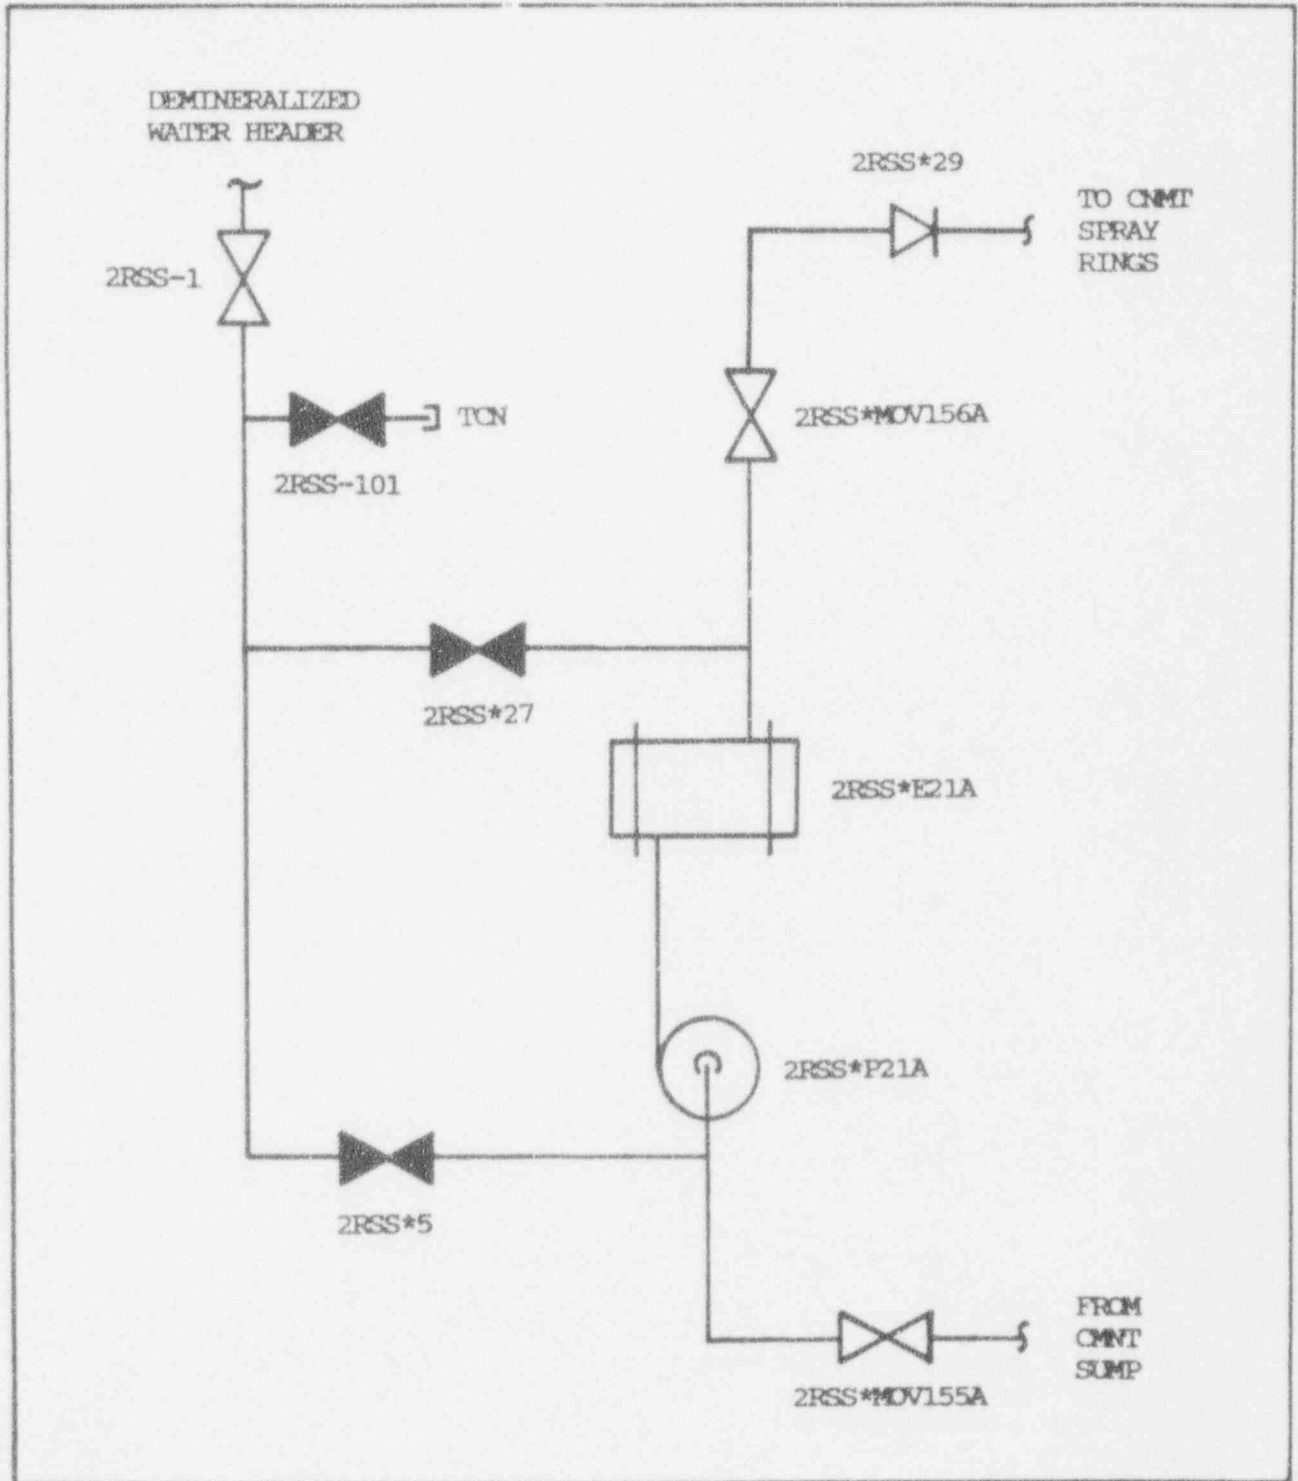 DEMINERALIZED
WATER HEADER
2RSS*29
TO CNMT
SPRAY
RINGS
2RSS-1
2RSS*MOV156A
TCN
2RSS-101
2RSS*27
2RSS*E21A
2RSS*P21A
2RSS*5
FROM
CMNT
SUMP
2RSS*MOV155A